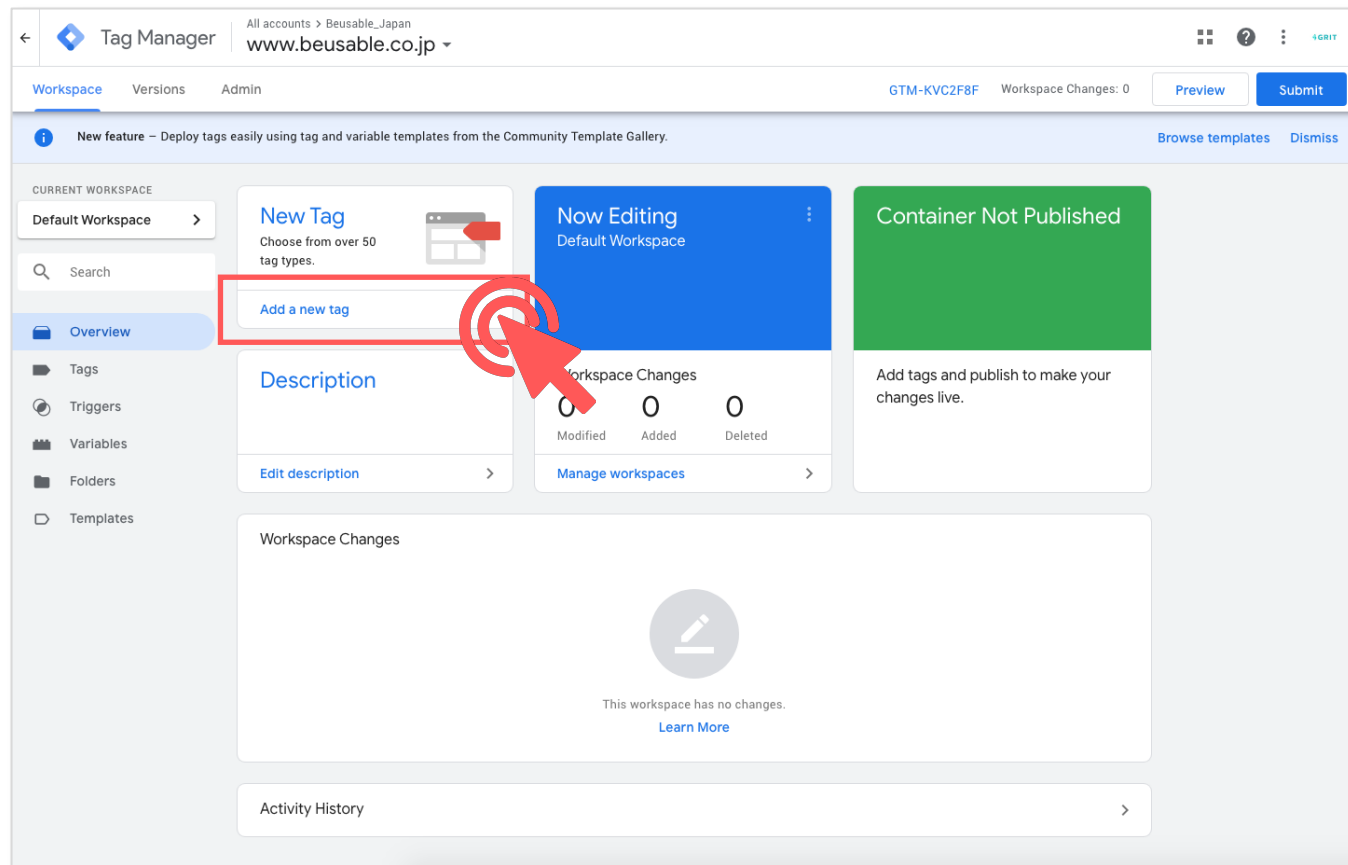 All accounts > Beusable_Japan
Tag Manager
www.beusable.co.jp
GRIT
Workspace
Versions
Admin
GTM-KVC2F8F
Workspace Changes: 0
Preview
Submit
New feature – Deploy tags easily using tag and variable templates from the Community Template Gallery.
Browse templates
Dismiss
CURRENT WORKSPACE
Default Workspace
Search
Overview
Tags
Triggers
Variables
Folders
Templates
New Tag
Choose from over 50
tag types.
Add a new tag
Now Editing
Default Workspace
Container Not Published
Description
Edit description
Workspace Changes
0
0
0
Modified
Added
Deleted
Manage workspaces
Add tags and publish to make your
changes live.
Workspace Changes
This workspace has no changes.
Learn More
Activity History